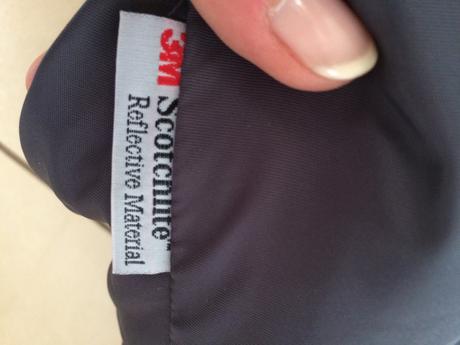 3M
Scotchlite™
Reflective Material